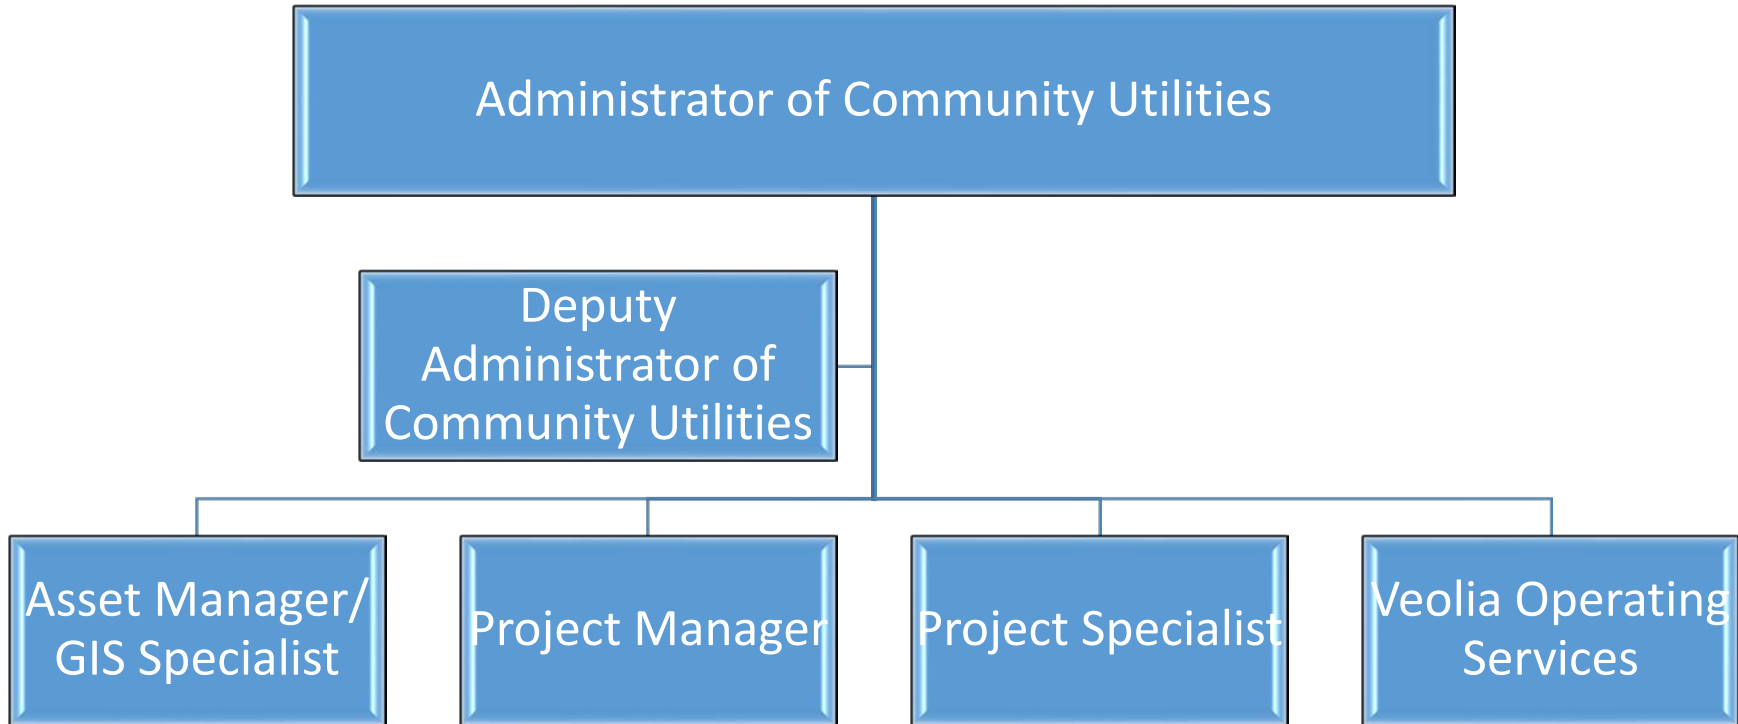 Administrator of Community Utilities
Deputy
Administrator of
Community Utilities
Asset Manager/
GIS Specialist
Project Manager
Project Specialist
Veolia Operating
Services